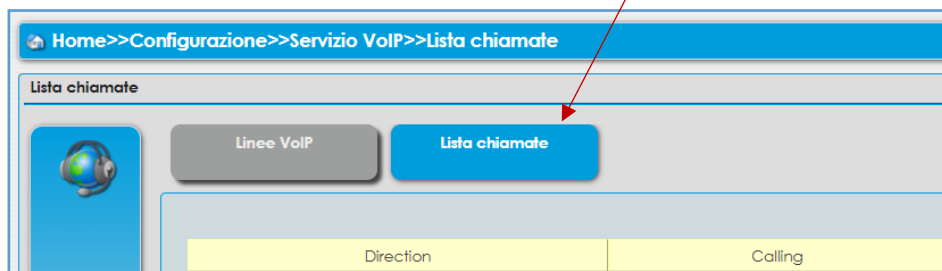 Home>>Configurazione>>Servizio VoIP>>Lista chiamate
Lista chiamate
Linee VoIP
Lista chiamate
Direction
Calling